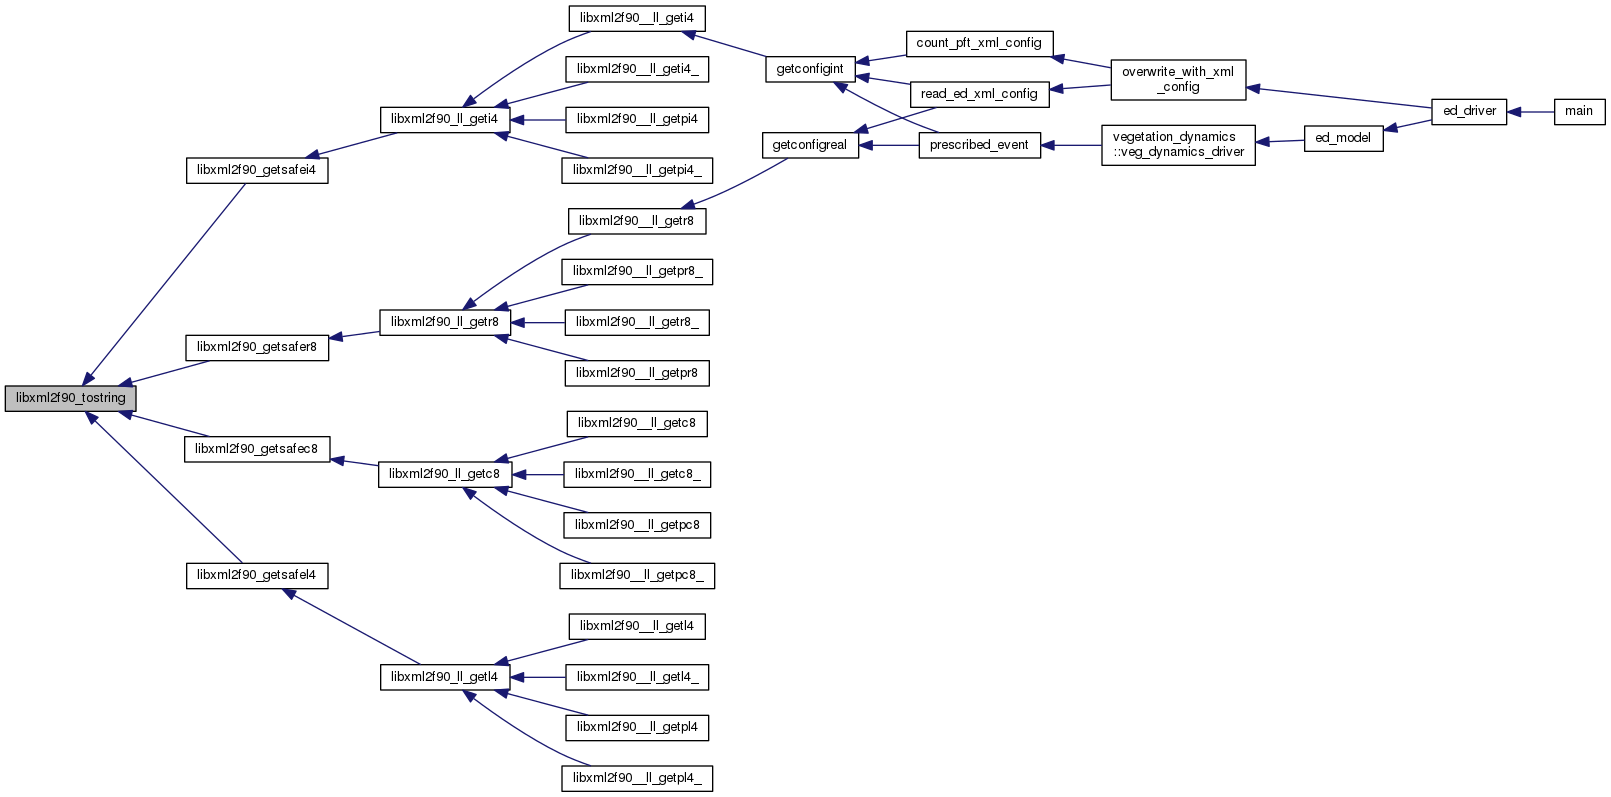 libxml2f90__ll_geti4
count_pft_xml_config
libxml2f90__ll_geti4_
getconfigint
overwrite_with_xml
_config
read_ed_xml_config
libxml2f90_ll_geti4
libxml2f90__ll_getpi4
ed_driver
main
getconfigreal
prescribed_event
vegetation_dynamics
::veg_dynamics_driver
ed_model
libxml2f90_getsafei4
libxml2f90__ll_getpi4_
libxml2f90__ll_getr8
libxml2f90__ll_getpr8_
libxml2f90_ll_getr8
libxml2f90__ll_getr8_
libxml2f90_getsafer8
libxml2f90__ll_getpr8
libxml2f90_tostring
libxml2f90__ll_getc8
libxml2f90_getsafec8
libxml2f90_ll_getc8
libxml2f90__ll_getc8_
libxml2f90__ll_getpc8
libxml2f90_getsafel4
libxml2f90__ll_getpc8_
libxml2f90__ll_getl4
libxml2f90_ll_getl4
libxml2f90__ll_getl4_
libxml2f90__ll_getpl4
libxml2f90__ll_getpl4_